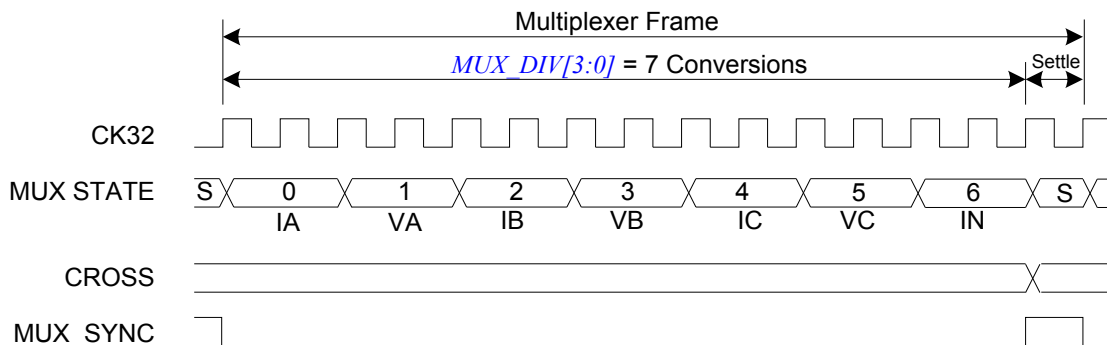 Multiplexer Frame
MUX_DIV[3:0] = 7 Conversions
Settle
CK32
MUX STATE S 0 1 2 3 4 5 6 S
IA VA IB VB IC VC IN
CROSS
MUX_SYNC